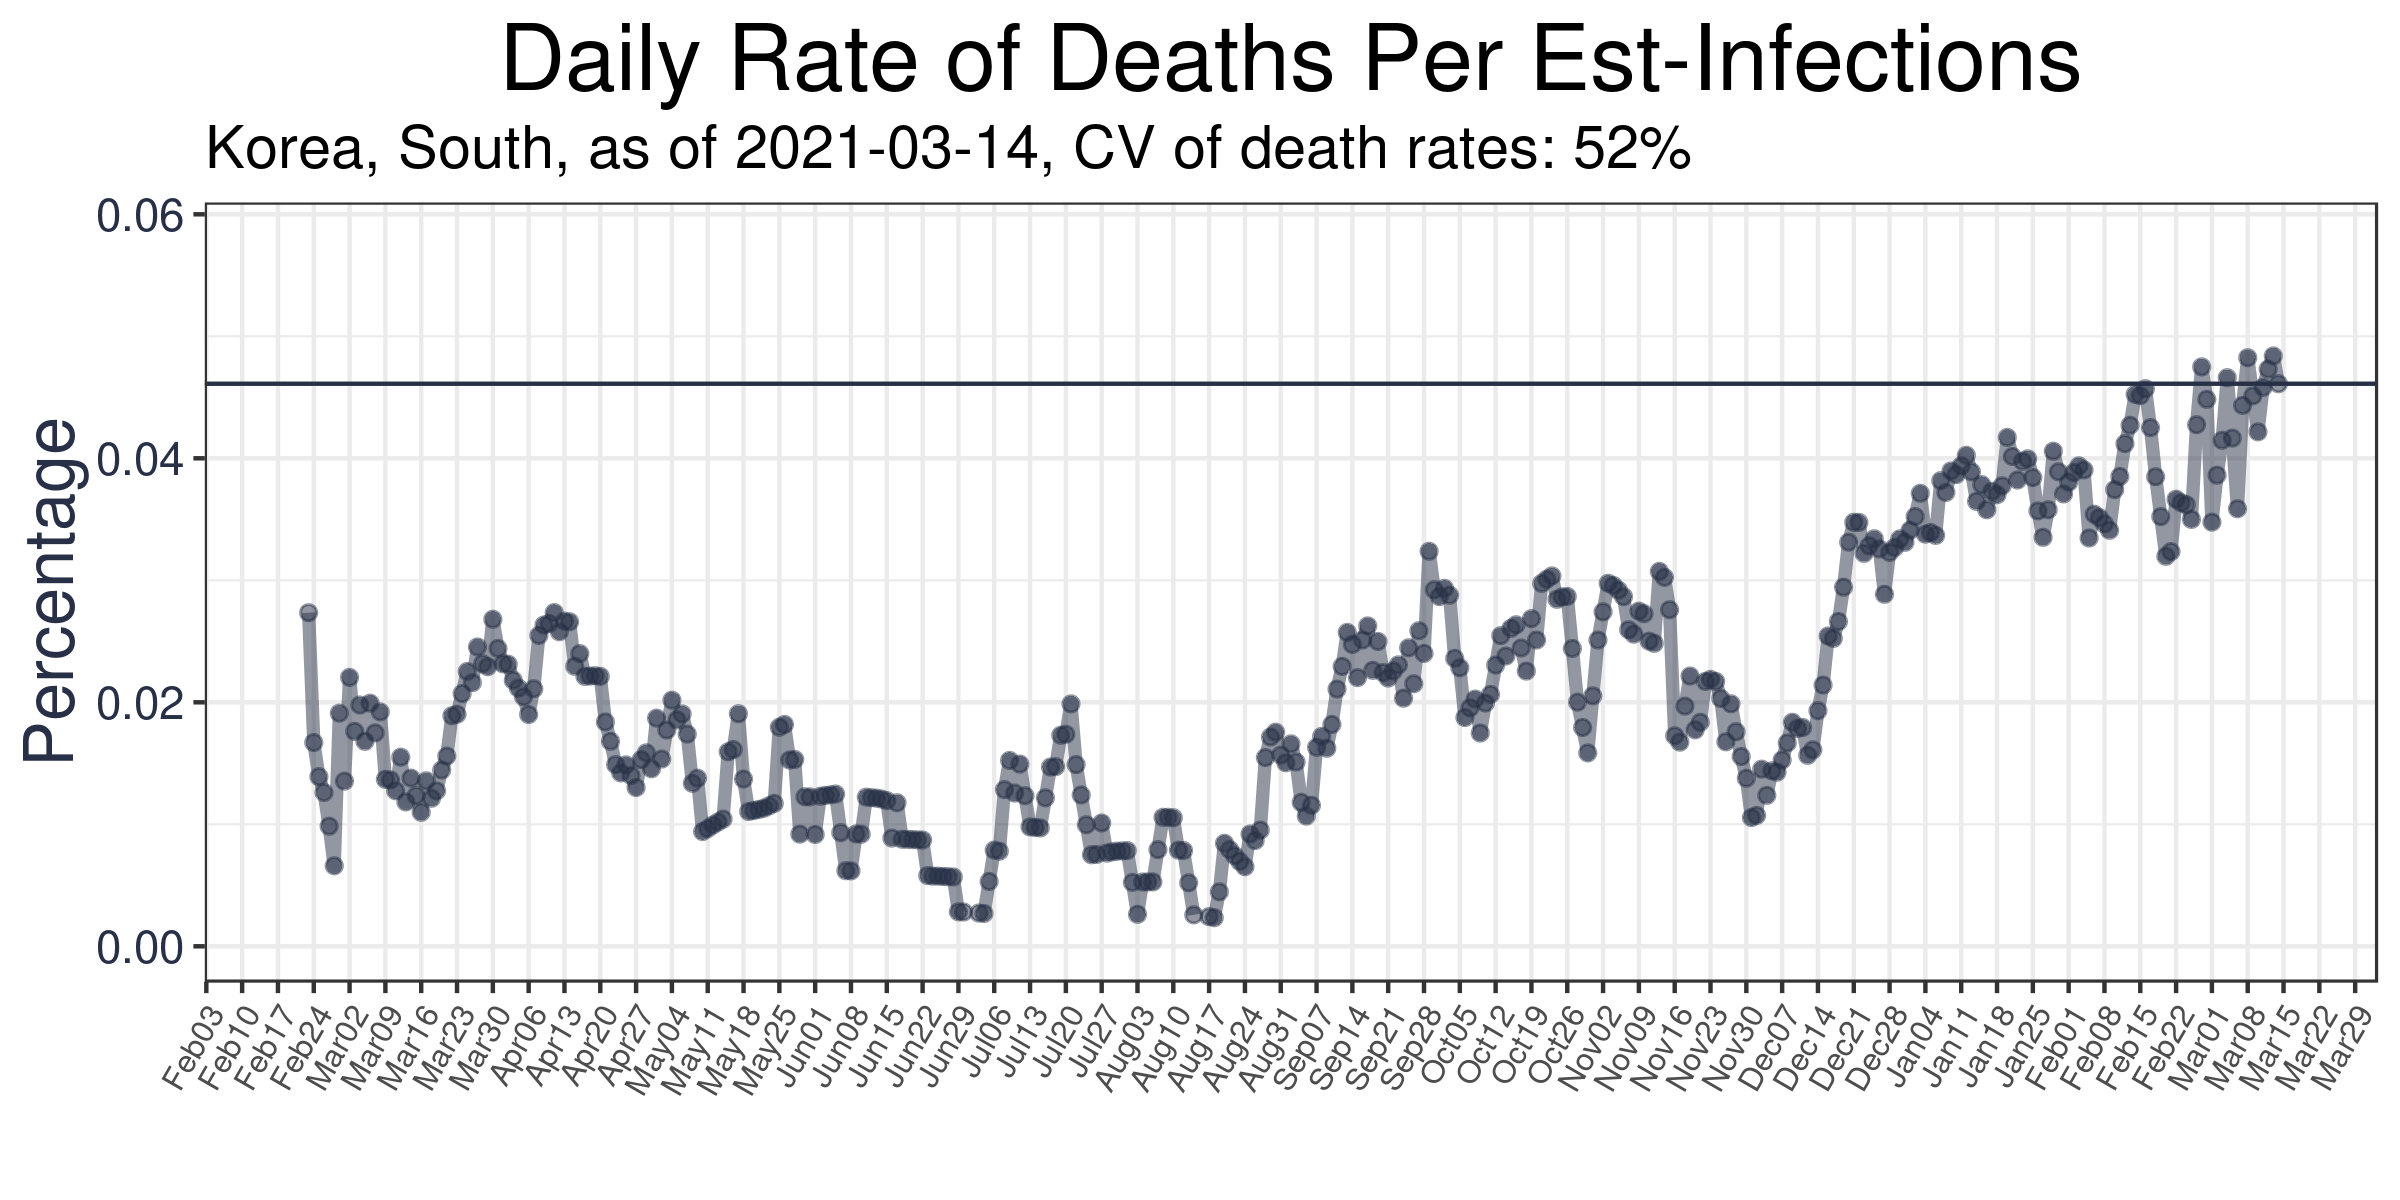 Daily Rate of Deaths Per Est-Infections
Korea, South, as of 2021-03-14, CV of death rates: 52%
Percentage
0.06
0.04
0.02
0.00
Feb03
Feb10
Feb17
Feb24
Mar02
Mar09
Mar16
Mar23
Mar30
Apr06
Apr13
Apr20
Apr27
May04
May11
May18
May25
Jun01
Jun08
Jun15
Jun22
Jun29
Jul06
Jul13
Jul20
Jul27
Aug03
Aug10
Aug17
Aug24
Aug31
Sep07
Sep14
Sep21
Sep28
Oct05
Oct12
Oct19
Oct26
Nov02
Nov09
Nov16
Nov23
Nov30
Dec07
Dec14
Dec21
Dec28
Jan04
Jan11
Jan18
Jan25
Feb01
Feb08
Feb15
Feb22
Mar01
Mar08
Mar15
Mar22
Mar29